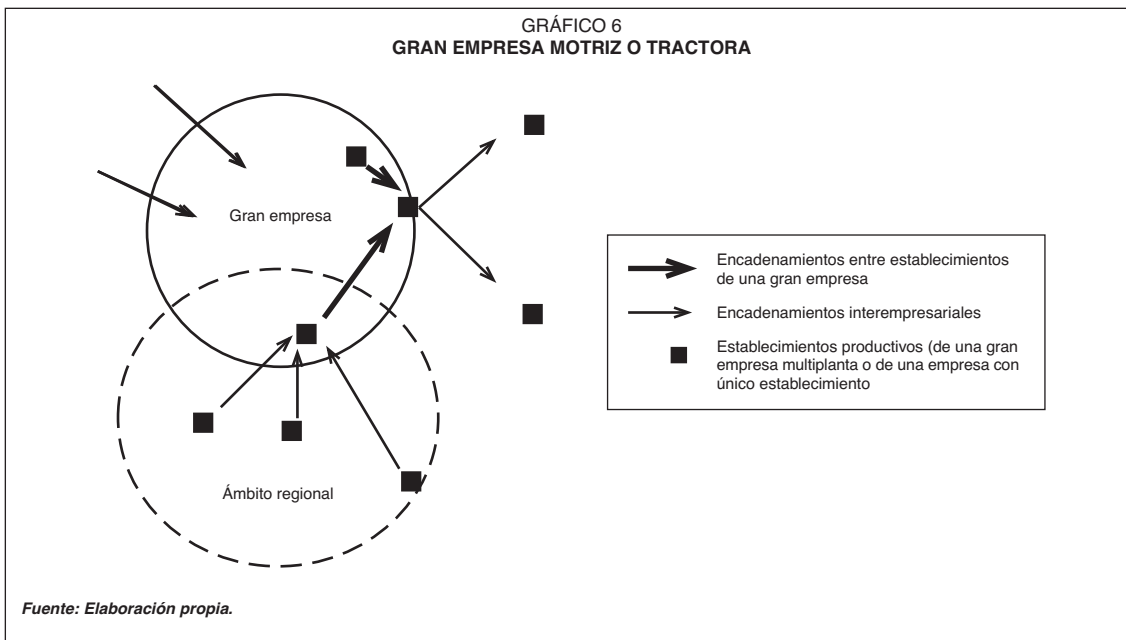 GRÁFICO 6
GRAN EMPRESA MOTRIZ O TRACTORA
Gran empresa
Ámbito regional
Encadenamientos entre establecimientos
de una gran empresa
Encadenamientos interempresariales
Establecimientos productivos (de una gran
empresa multiplanta o de una empresa con
único establecimiento
Fuente: Elaboración propia.